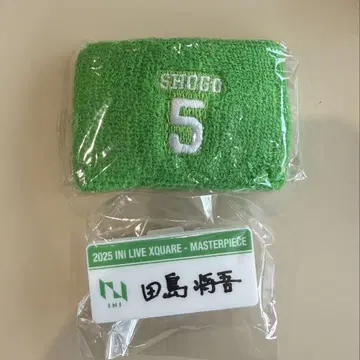 SHOGO
5
2025 INI LIVE XQUARE - MASTERPIECE
INI
田島将吾